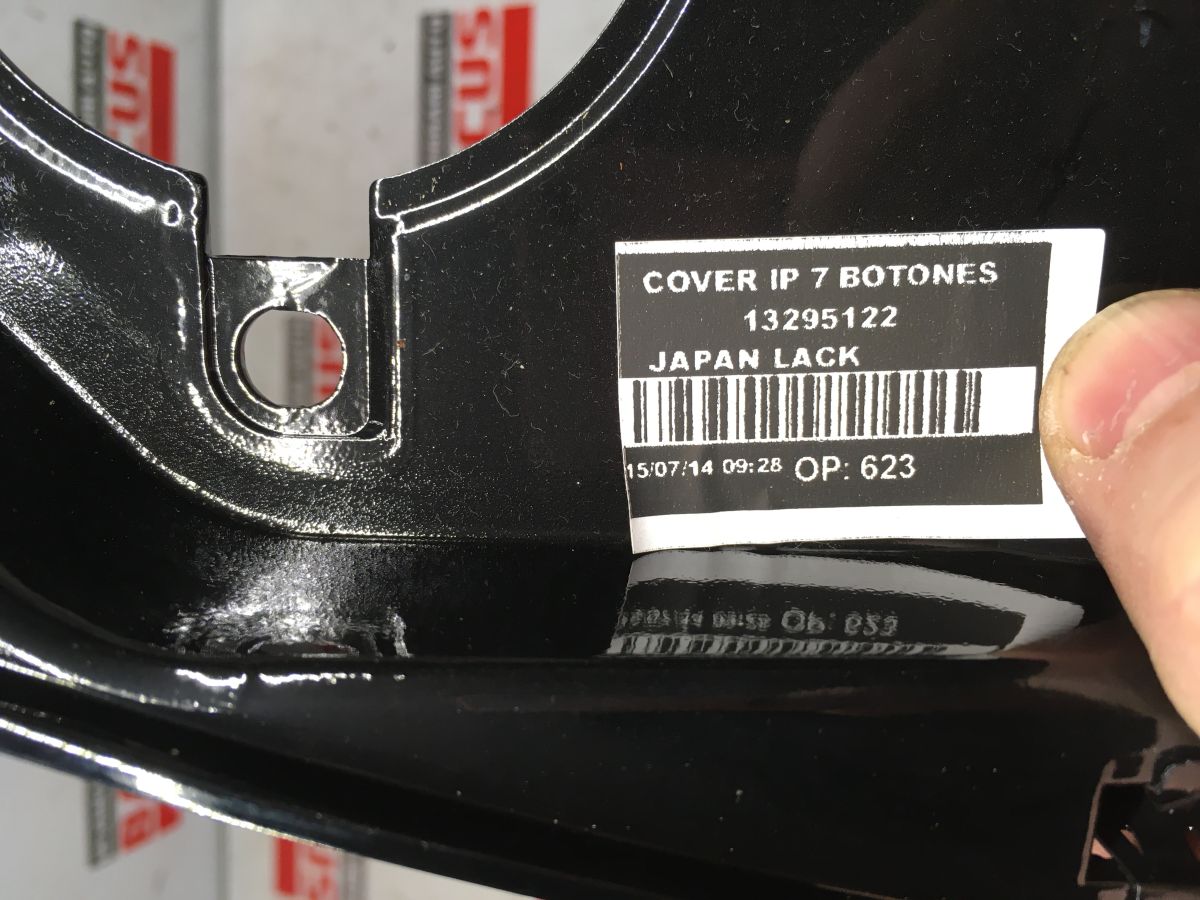 COVER IP 7 BOTONES
13295122
JAPAN LACK
15/07/14 09:28 OP: 623